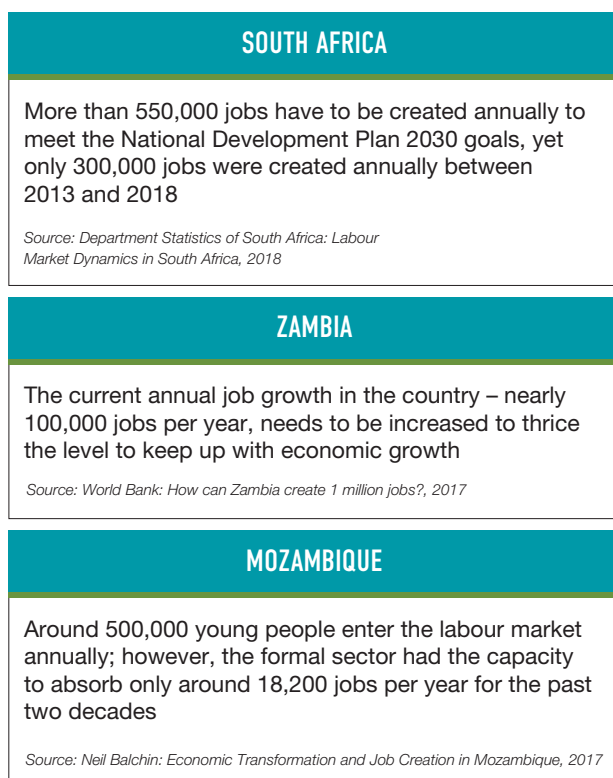 SOUTH AFRICA
More than 550,000 jobs have to be created annually to
meet the National Development Plan 2030 goals, yet
only 300,000 jobs were created annually between
2013 and 2018
Source: Department Statistics of South Africa: Labour
Market Dynamics in South Africa, 2018
ZAMBIA
The current annual job growth in the country – nearly
100,000 jobs per year, needs to be increased to thrice
the level to keep up with economic growth
Source: World Bank: How can Zambia create 1 million jobs?, 2017
MOZAMBIQUE
Around 500,000 young people enter the labour market
annually; however, the formal sector had the capacity
to absorb only around 18,200 jobs per year for the past
two decades
Source: Neil Balchin: Economic Transformation and Job Creation in Mozambique, 2017